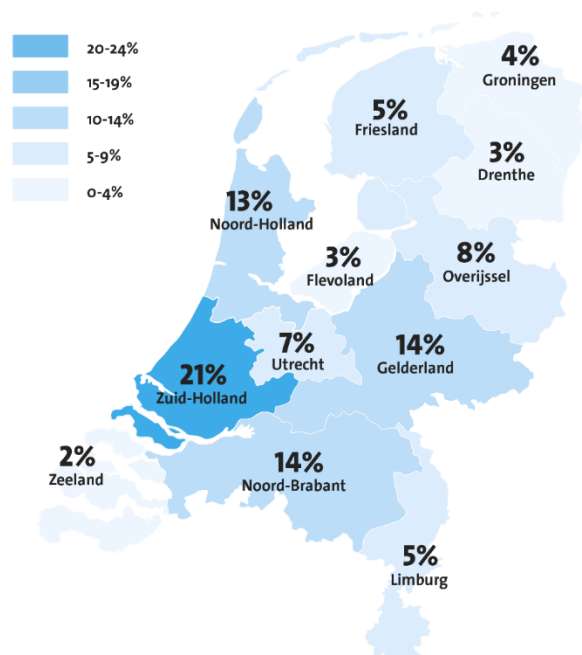 20-24%
15-19%
10-14%
5-9%
0-4%
4%
Groningen
5%
Friesland
3%
Drenthe
13%
Noord-Holland
3%
Flevoland
8%
Overijssel
7%
Utrecht
14%
Gelderland
21%
Zuid-Holland
2%
Zeeland
14%
Noord-Brabant
5%
Limburg